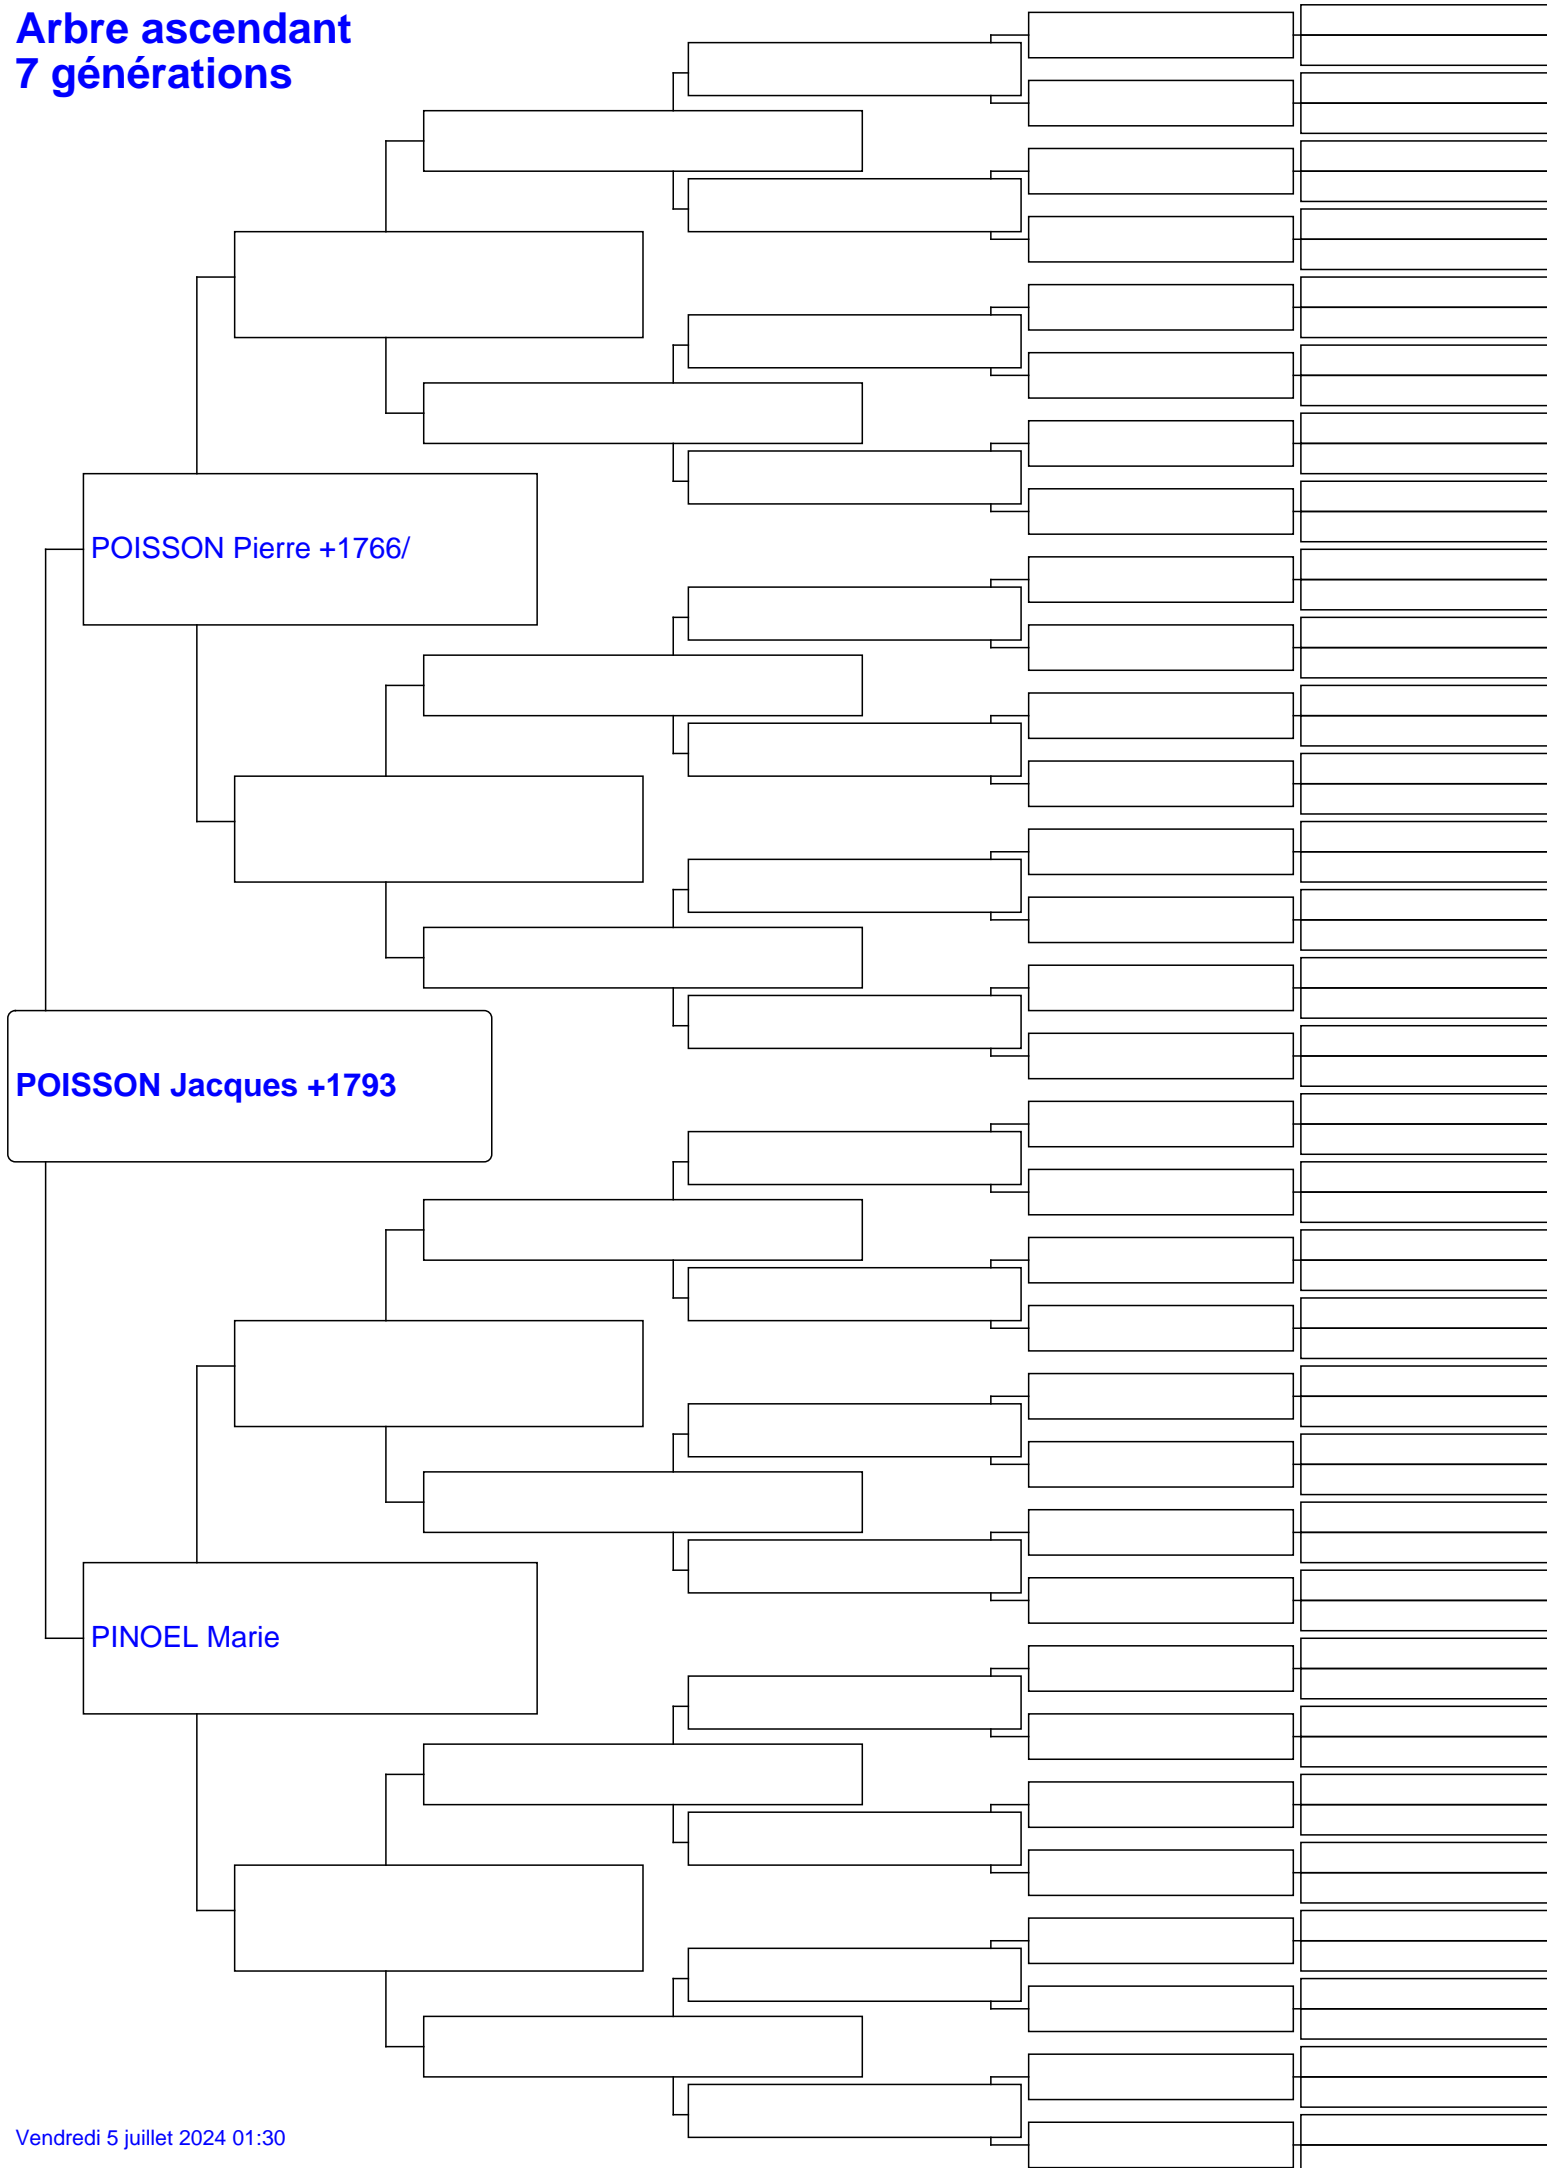 Arbre ascendant
7 générations
POISSON Pierre +1766/
POISSON Jacques +1793
PINOEL Marie
Vendredi 5 juillet 2024 01:30